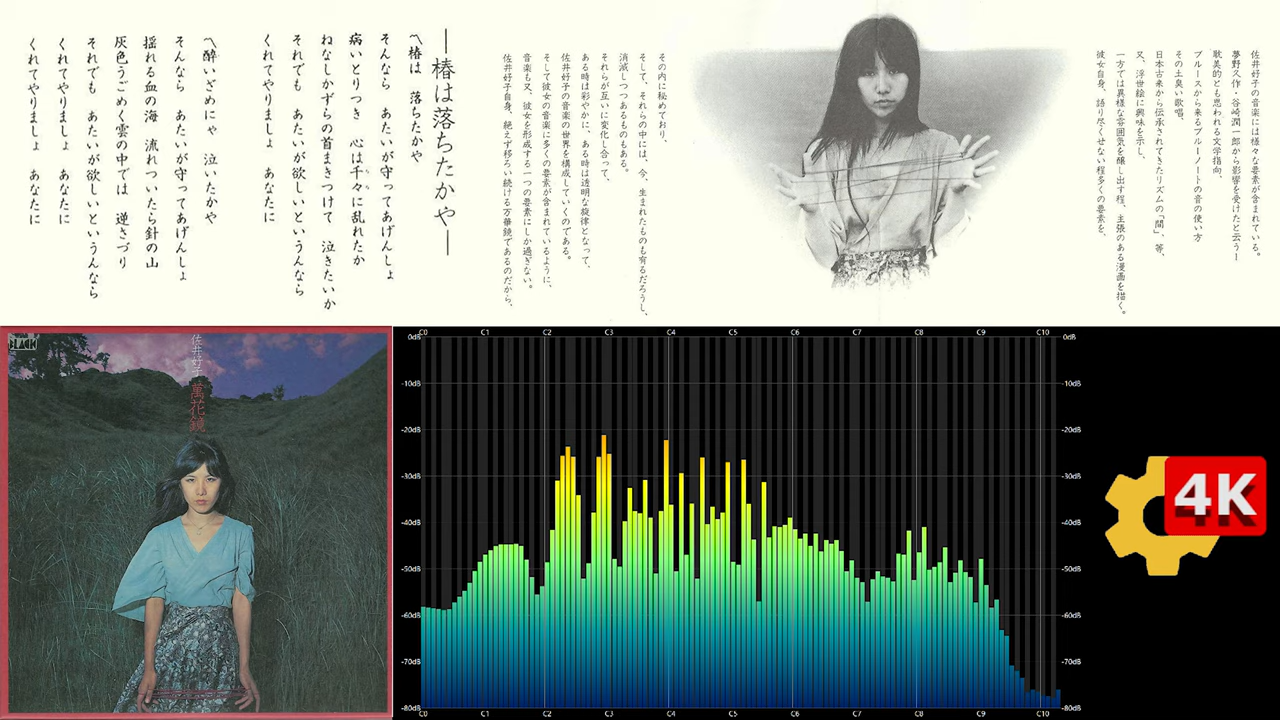 佐井好子の音楽には様々な要素が含まれている。
夢野久作・谷崎潤一郎から影響を受けたと云う—
耽美的とも思われる文学指向、
ブルースから来るブルーノートの音の使い方
その土臭い歌唱、
日本古来から伝承されてきたリズムの「間」、等、
又、浮世絵に興味を示し、
一方では異様な雰囲気を醸し出す程、主張のある漫画を描く。
彼女自身、語り尽くせない程多くの要素を、
その内に秘めており、
そして、それらの中には、今、生まれたものも有るだろうし、
消滅しつつあるものもある。
それらが互いに変化し合って、
ある時は彩やかに、ある時は透明な旋律となって、
佐井好子の音楽の世界を構成していくのである。
そして彼女の音楽に多くの要素が含まれているように、
音楽も又、彼女を形成する一つの要素にしか過ぎない。
佐井好子自身、絶えず移ろい続ける万華鏡であるのだから、
—椿は落ちたかや—
〽椿は 落ちたかや
そんなら あたいが守ってあげんしょ
病いとりつき 心は千々に乱れたか
ねなしかずらの首まきつけて 泣きたいか
それでも あたいが欲しいというんなら
くれてやりましょ あなたに
〽酔いざめにゃ 泣いたかや
そんなら あたいが守ってあげんしょ
揺れる血の海 流れついたら針の山
灰色うごめく雲の中では 逆さづり
それでも あたいが欲しいというんなら
くれてやりましょ あなたに
くれてやりましょ あなたに
BLACK
佐井好子
萬花鏡
C0 C1 C2 C3 C4 C5 C6 C7 C8 C9 C10
0dB 0dB
-10dB -10dB
-20dB -20dB
-30dB -30dB
-40dB -40dB
-50dB -50dB
-60dB -60dB
-70dB -70dB
-80dB -80dB
C0 C1 C2 C3 C4 C5 C6 C7 C8 C9 C10
4K